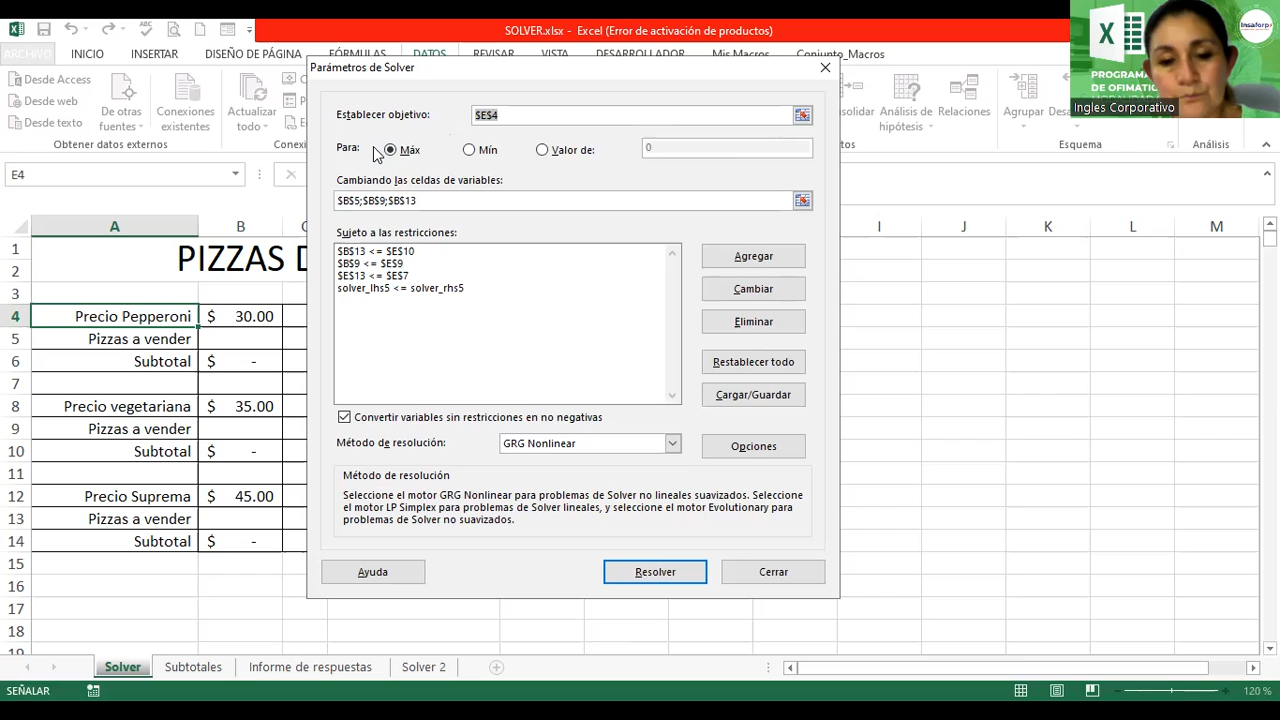 SOLVER.xlsx - Excel (Error de activación de productos)
ARCHIVO INICIO INSERTAR DISEÑO DE PÁGINA FÓRMULAS DATOS REVISAR VISTA DESARROLLADOR Mis Macros Conjunto_Macros
Insaforp
PROGRAMA
DE OFIMÁTIC
Ingles Corporativo
Desde Access
Desde web
Desde texto
De otras
fuentes
Conexiones
existentes
Actualizar
todo
Obtener datos externos
Análisis de
hipótesis
Relaciones
Agrupar
Esquema
Análisis
E4
Parámetros de Solver
Establecer objetivo: $E$4
Para: Máx Mín Valor de: 0
Cambiando las celdas de variables:
$B$5;$B$9;$B$13
Sujeto a las restricciones:
$B$13 <= $E$10
$B$9 <= $E$9
$E$13 <= $E$7
solver_lhs5 <= solver_rhs5
Agregar
Cambiar
Eliminar
Restablecer todo
Cargar/Guardar
Convertir variables sin restricciones en no negativas
Método de resolución: GRG Nonlinear
Opciones
Método de resolución
Seleccione el motor GRG Nonlinear para problemas de Solver no lineales suavizados. Seleccione
el motor LP Simplex para problemas de Solver lineales, y seleccione el motor Evolutionary para
problemas de Solver no suavizados.
Ayuda Resolver Cerrar
A B I J K L M
1
2
PIZZAS D
3
4 Precio Pepperoni $ 30.00
5 Pizzas a vender
6 Subtotal $ -
7
8 Precio vegetariana $ 35.00
9 Pizzas a vender
10 Subtotal $ -
11
12 Precio Suprema $ 45.00
13 Pizzas a vender
14 Subtotal $ -
15
16
17
18
19
Solver Subtotales Informe de respuestas Solver 2
SEÑALAR
120 %